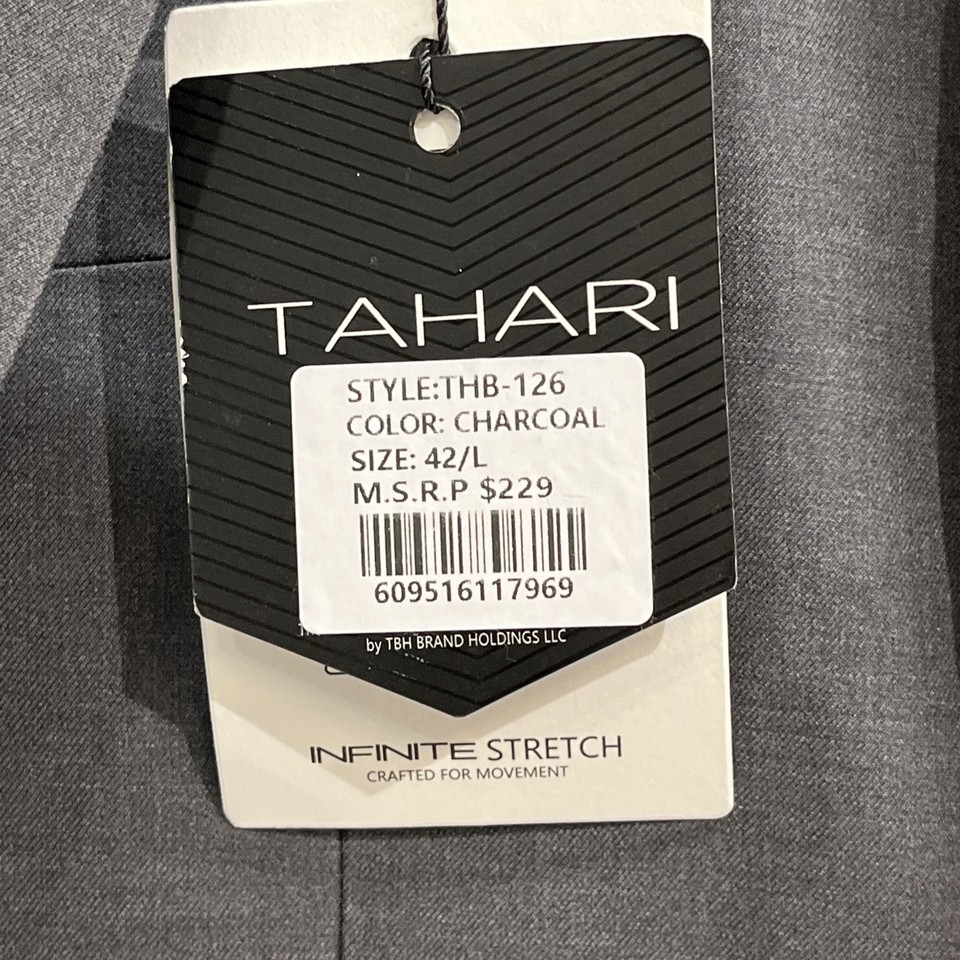 TAHARI
STYLE:THB-126
COLOR: CHARCOAL
SIZE: 42/L
M.S.R.P $229
609516117969
by TBH BRAND HOLDINGS LLC
INFINITE STRETCH
CRAFTED FOR MOVEMENT